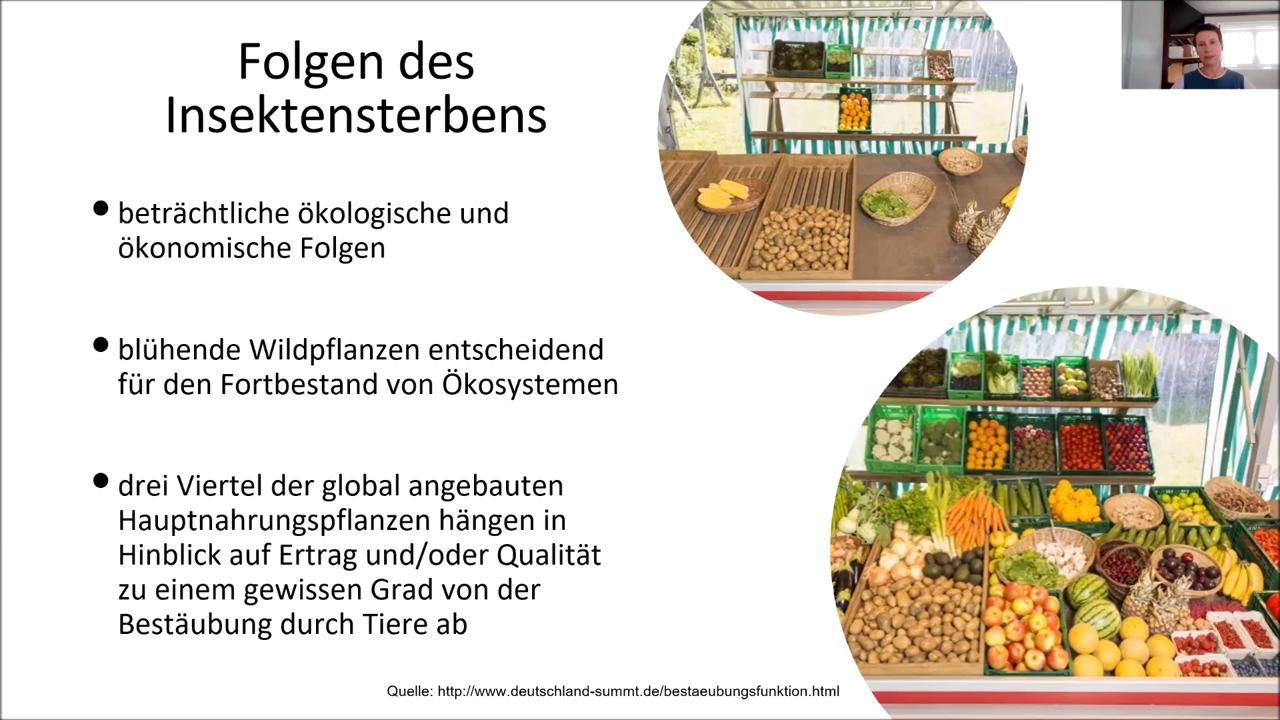 Folgen des
Insektensterbens
• beträchtliche ökologische und
ökonomische Folgen
• blühende Wildpflanzen entscheidend
für den Fortbestand von Ökosystemen
• drei Viertel der global angebauten
Hauptnahrungspflanzen hängen in
Hinblick auf Ertrag und/oder Qualität
zu einem gewissen Grad von der
Bestäubung durch Tiere ab
Quelle: http://www.deutschland-summt.de/bestaeubungsfunktion.html